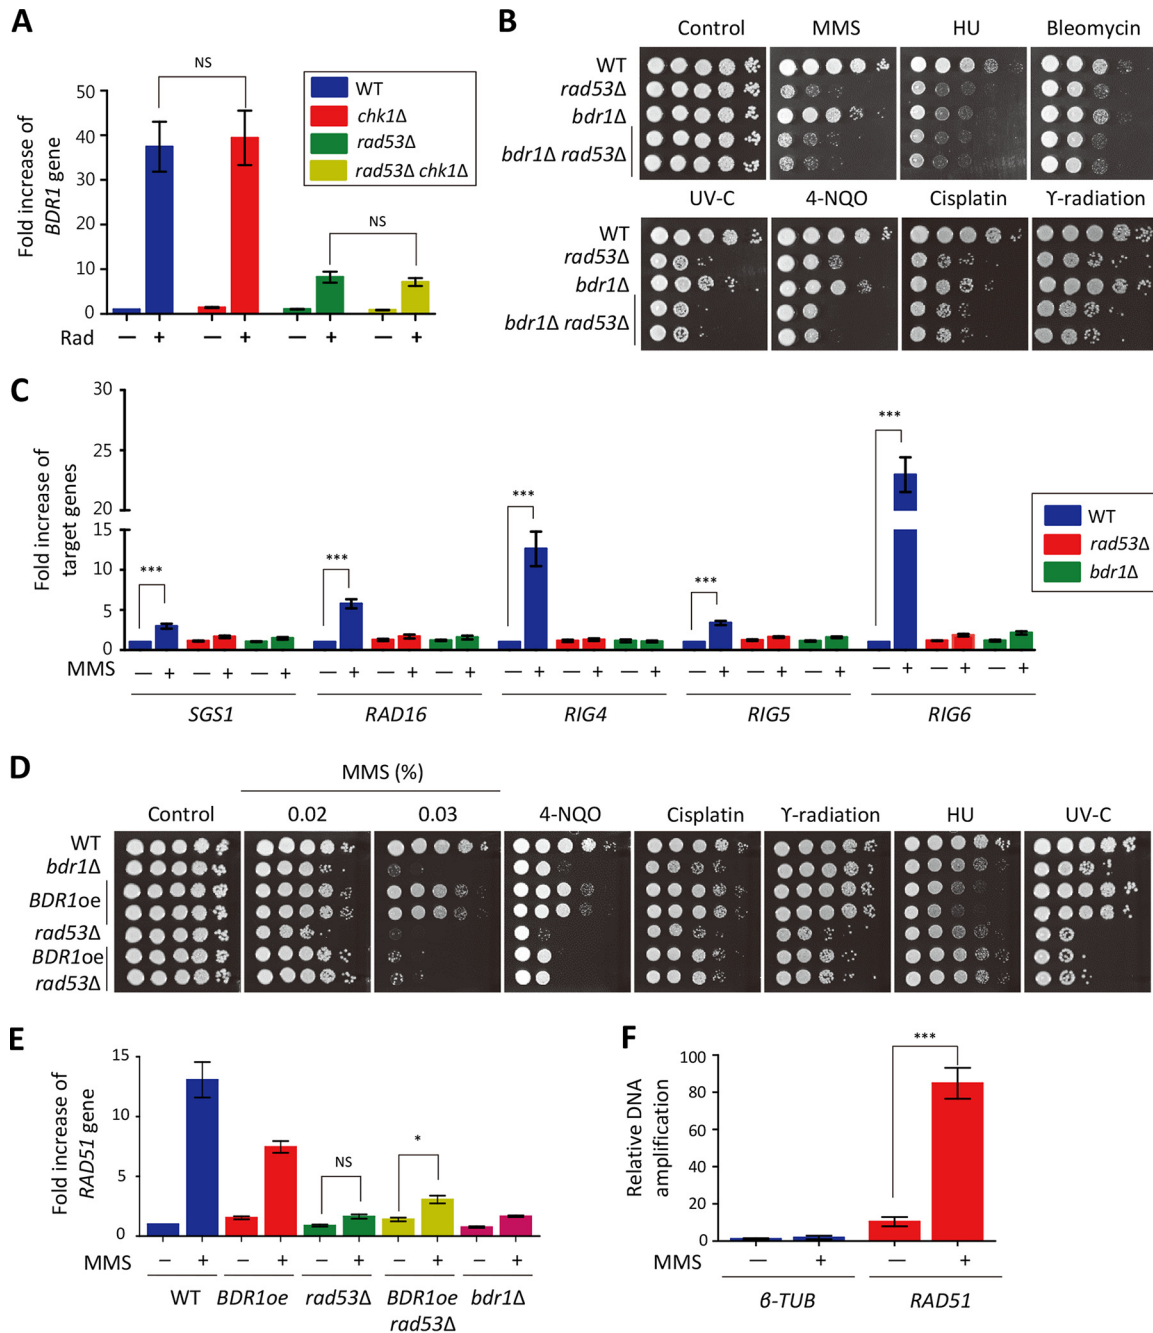 A
NS
Fold increase of
BDR1 gene
50
40
30
20
10
0
Rad
— + — + — + — +
NS
WT
chk1Δ
rad53Δ
rad53Δ chk1Δ
B
Control MMS HU Bleomycin
WT
rad53Δ
bdr1Δ
bdr1Δ rad53Δ
UV-C 4-NQO Cisplatin ϒ-radiation
WT
rad53Δ
bdr1Δ
bdr1Δ rad53Δ
C
Fold increase of
target genes
30
25
20
15
10
5
0
*** *** *** *** ***
MMS
— + — + — + — + — + — + — + — + — + — + — + — + — + — + — +
SGS1 RAD16 RIG4 RIG5 RIG6
WT
rad53Δ
bdr1Δ
D
MMS (%)
Control 0.02 0.03 4-NQO Cisplatin ϒ-radiation HU UV-C
WT
bdr1Δ
BDR1oe
rad53Δ
BDR1oe
rad53Δ
E
Fold increase of
RAD51 gene
15
10
5
0
NS *
MMS
— + — + — + — + — +
WT BDR1oe rad53Δ BDR1oe bdr1Δ
rad53Δ
F
Relative DNA
amplification
100
80
60
40
20
0
***
MMS
— + — +
β-TUB RAD51